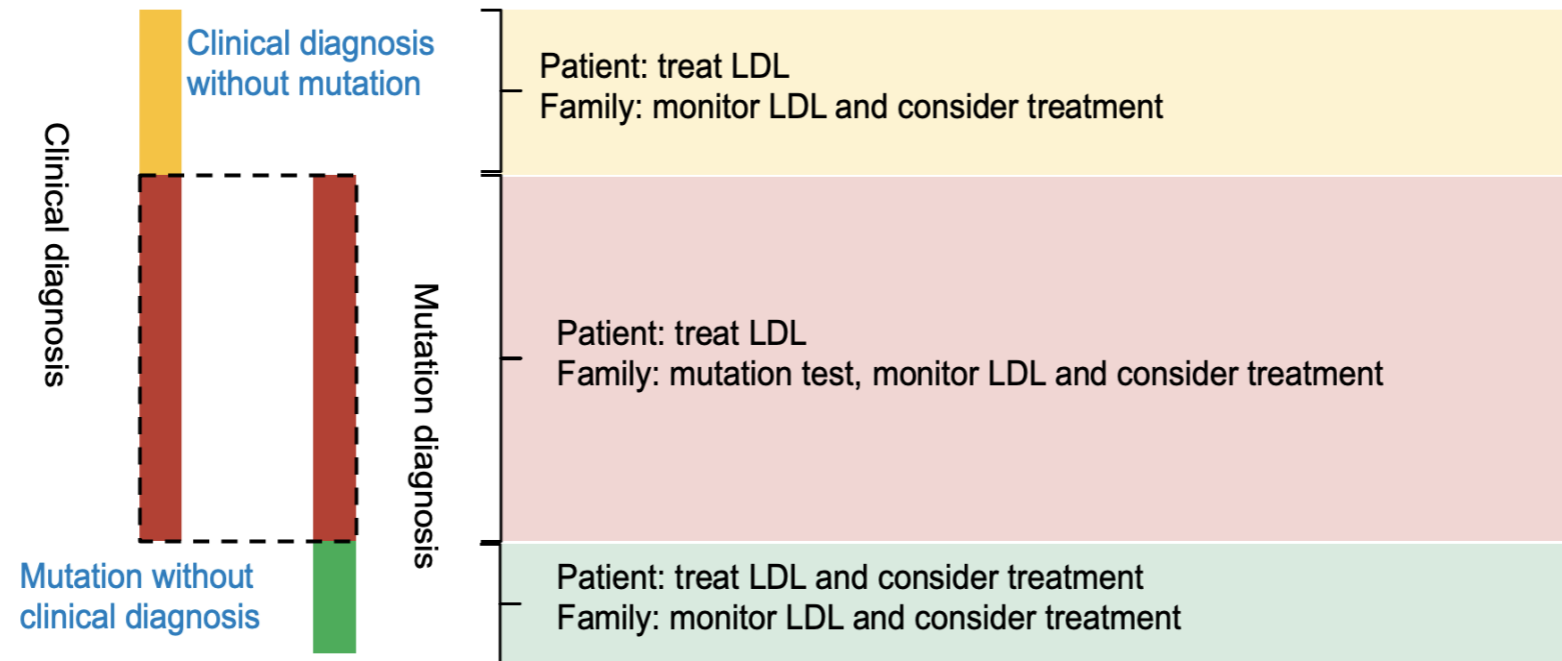 Clinical diagnosis
without mutation
Patient: treat LDL
Family: monitor LDL and consider treatment
Clinical diagnosis
Mutation diagnosis
Patient: treat LDL
Family: mutation test, monitor LDL and consider treatment
Mutation without
clinical diagnosis
Patient: treat LDL and consider treatment
Family: monitor LDL and consider treatment